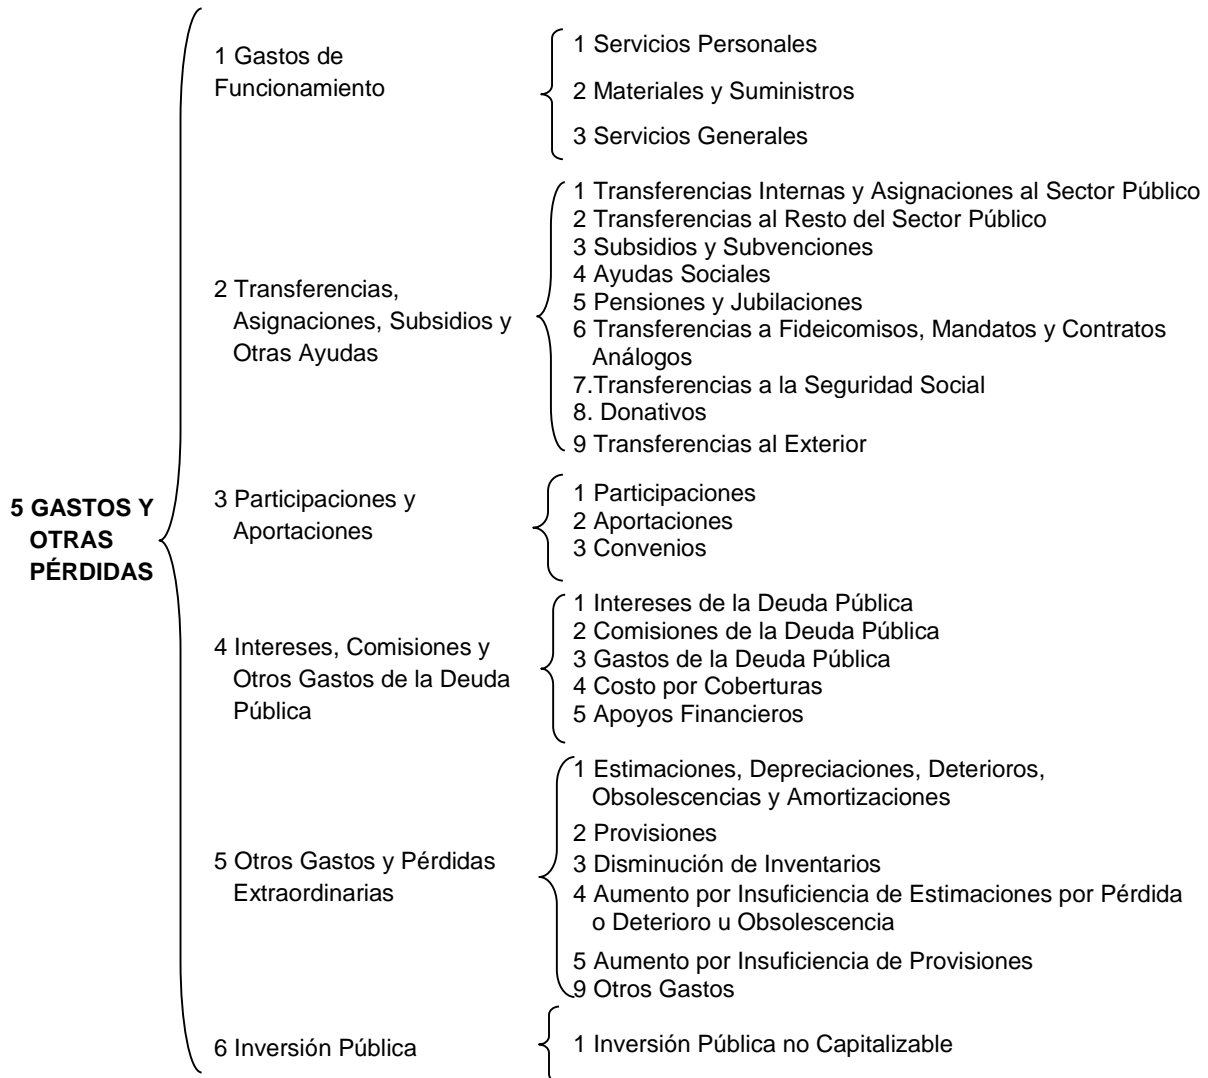 5 GASTOS Y
OTRAS
PÉRDIDAS
1 Gastos de
Funcionamiento
1 Servicios Personales
2 Materiales y Suministros
3 Servicios Generales
2 Transferencias,
Asignaciones, Subsidios y
Otras Ayudas
1 Transferencias Internas y Asignaciones al Sector Público
2 Transferencias al Resto del Sector Público
3 Subsidios y Subvenciones
4 Ayudas Sociales
5 Pensiones y Jubilaciones
6 Transferencias a Fideicomisos, Mandatos y Contratos
Análogos
7.Transferencias a la Seguridad Social
8. Donativos
9 Transferencias al Exterior
3 Participaciones y
Aportaciones
1 Participaciones
2 Aportaciones
3 Convenios
4 Intereses, Comisiones y
Otros Gastos de la Deuda
Pública
1 Intereses de la Deuda Pública
2 Comisiones de la Deuda Pública
3 Gastos de la Deuda Pública
4 Costo por Coberturas
5 Apoyos Financieros
5 Otros Gastos y Pérdidas
Extraordinarias
1 Estimaciones, Depreciaciones, Deterioros,
Obsolescencias y Amortizaciones
2 Provisiones
3 Disminución de Inventarios
4 Aumento por Insuficiencia de Estimaciones por Pérdida
o Deterioro u Obsolescencia
5 Aumento por Insuficiencia de Provisiones
9 Otros Gastos
6 Inversión Pública
1 Inversión Pública no Capitalizable